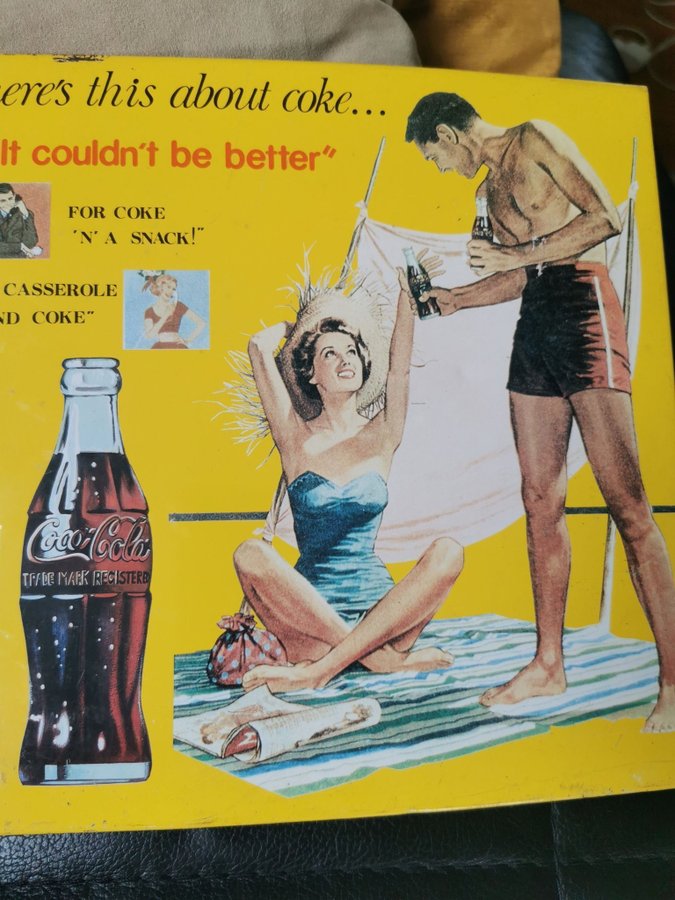 ere's this about coke...
It couldn't be better"
FOR COKE
'N' A SNACK!"
CASSEROLE
ND COKE"
Coca-Cola
TRADE MARK REGISTERED